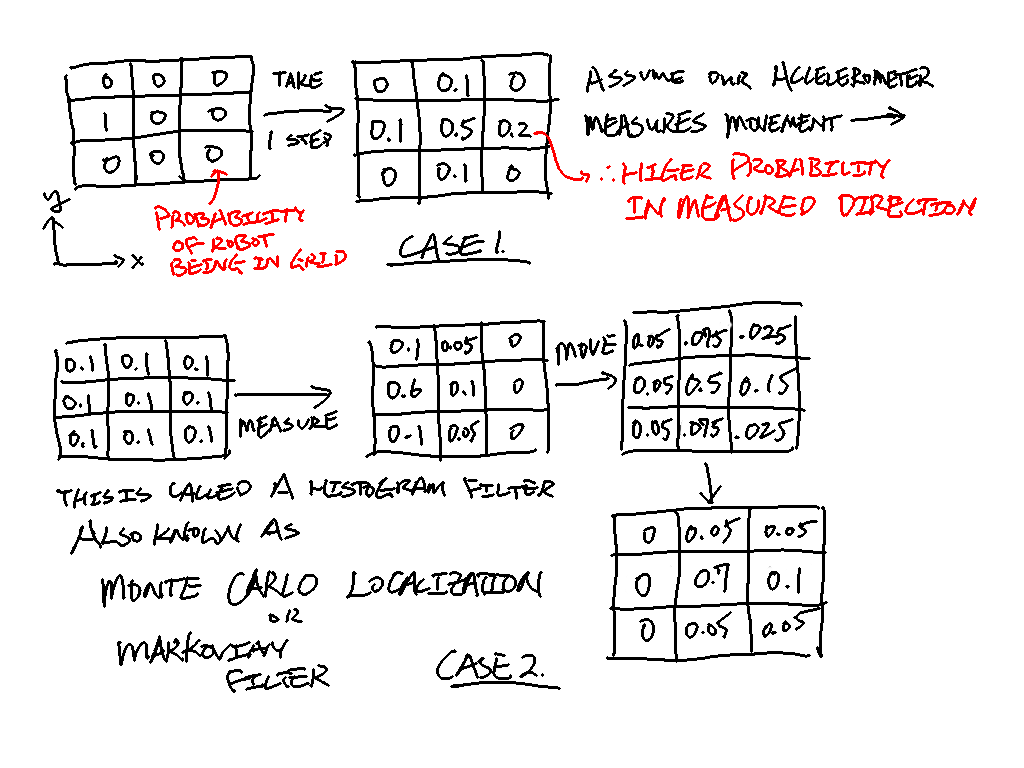 0 0 0
1 0 0
0 0 0
TAKE
1 STEP
0 0.1 0
0.1 0.5 0.2
0 0.1 0
ASSUME OUR ACCELEROMETER
MEASURES MOVEMENT →
∴ HIGER PROBABILITY
IN MEASURED DIRECTION
y
x
PROBABILITY
OF ROBOT
BEING IN GRID
CASE 1.
0.1 0.1 0.1
0.1 0.1 0.1
0.1 0.1 0.1
MEASURE
0.1 0.05 0
0.6 0.1 0
0.1 0.05 0
MOVE
0.05 .075 .025
0.05 0.5 0.15
0.05 .075 .025
THIS IS CALLED A HISTOGRAM FILTER
ALSO KNOWN AS
MONTE CARLO LOCALIZATION
OR
MARKOVIAN
FILTER
0 0.05 0.05
0 0.7 0.1
0 0.05 0.05
CASE 2.